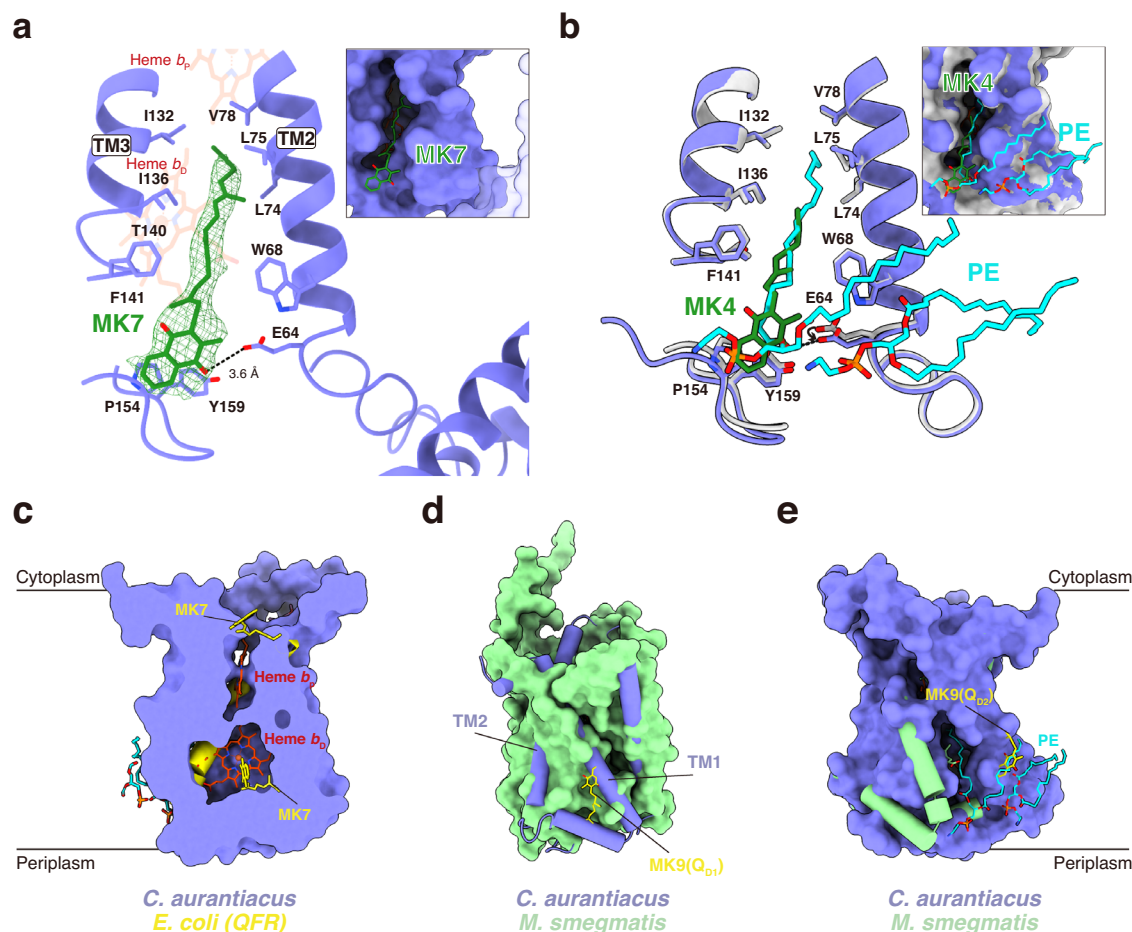 a
Heme bP
V78
I132
TM3
L75
TM2
MK7
Heme bD
I136
L74
T140
W68
F141
MK7
E64
3.6 Å
P154
Y159
b
MK4
V78
I132
PE
L75
I136
L74
W68
F141
PE
MK4
E64
P154
Y159
c
Cytoplasm
MK7
Heme bP
Heme bD
MK7
Periplasm
C. aurantiacus
E. coli (QFR)
d
TM2
TM1
MK9(QD1)
C. aurantiacus
M. smegmatis
e
Cytoplasm
MK9(QD2)
PE
Periplasm
C. aurantiacus
M. smegmatis